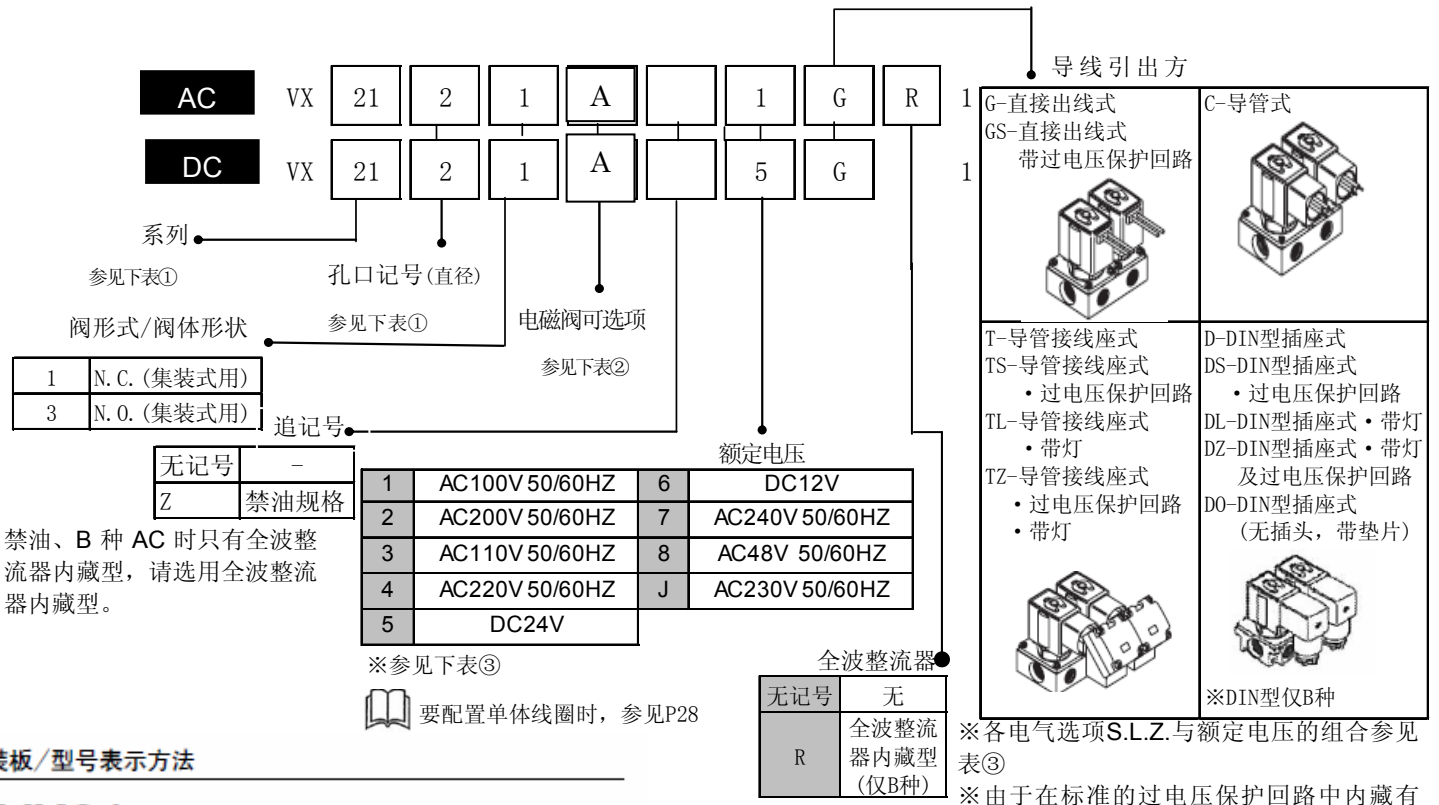 导线引出方
AC VX 21 2 1 A 1 G R 1
DC VX 21 2 1 A 5 G 1
系列
参见下表①
孔口记号(直径)
参见下表①
电磁阀可选项
参见下表②
阀形式/阀体形状
1 N.C.(集装式用)
3 N.O.(集装式用)
追记号
无记号 -
Z 禁油规格
禁油、B 种 AC 时只有全波整
流器内藏型，请选用全波整流
器内藏型。
额定电压
1 AC100V 50/60HZ 6 DC12V
2 AC200V 50/60HZ 7 AC240V 50/60HZ
3 AC110V 50/60HZ 8 AC48V 50/60HZ
4 AC220V 50/60HZ J AC230V 50/60HZ
5 DC24V
※参见下表③
要配置单体线圈时，参见P28
全波整流器
无记号 无
R 全波整流
器内藏型
(仅B种)
G-直接出线式
GS-直接出线式
带过电压保护回路
C-导管式
T-导管接线座式
TS-导管接线座式
・过电压保护回路
TL-导管接线座式
・带灯
TZ-导管接线座式
・过电压保护回路
・带灯
D-DIN型插座式
DS-DIN型插座式
・过电压保护回路
DL-DIN型插座式・带灯
DZ-DIN型插座式・带灯
及过电压保护回路
DO-DIN型插座式
(无插头，带垫片)
※DIN型仅B种
※各电气选项S.L.Z.与额定电压的组合参见
表③
※由于在标准的过电压保护回路中内藏有
装板/型号表示方法